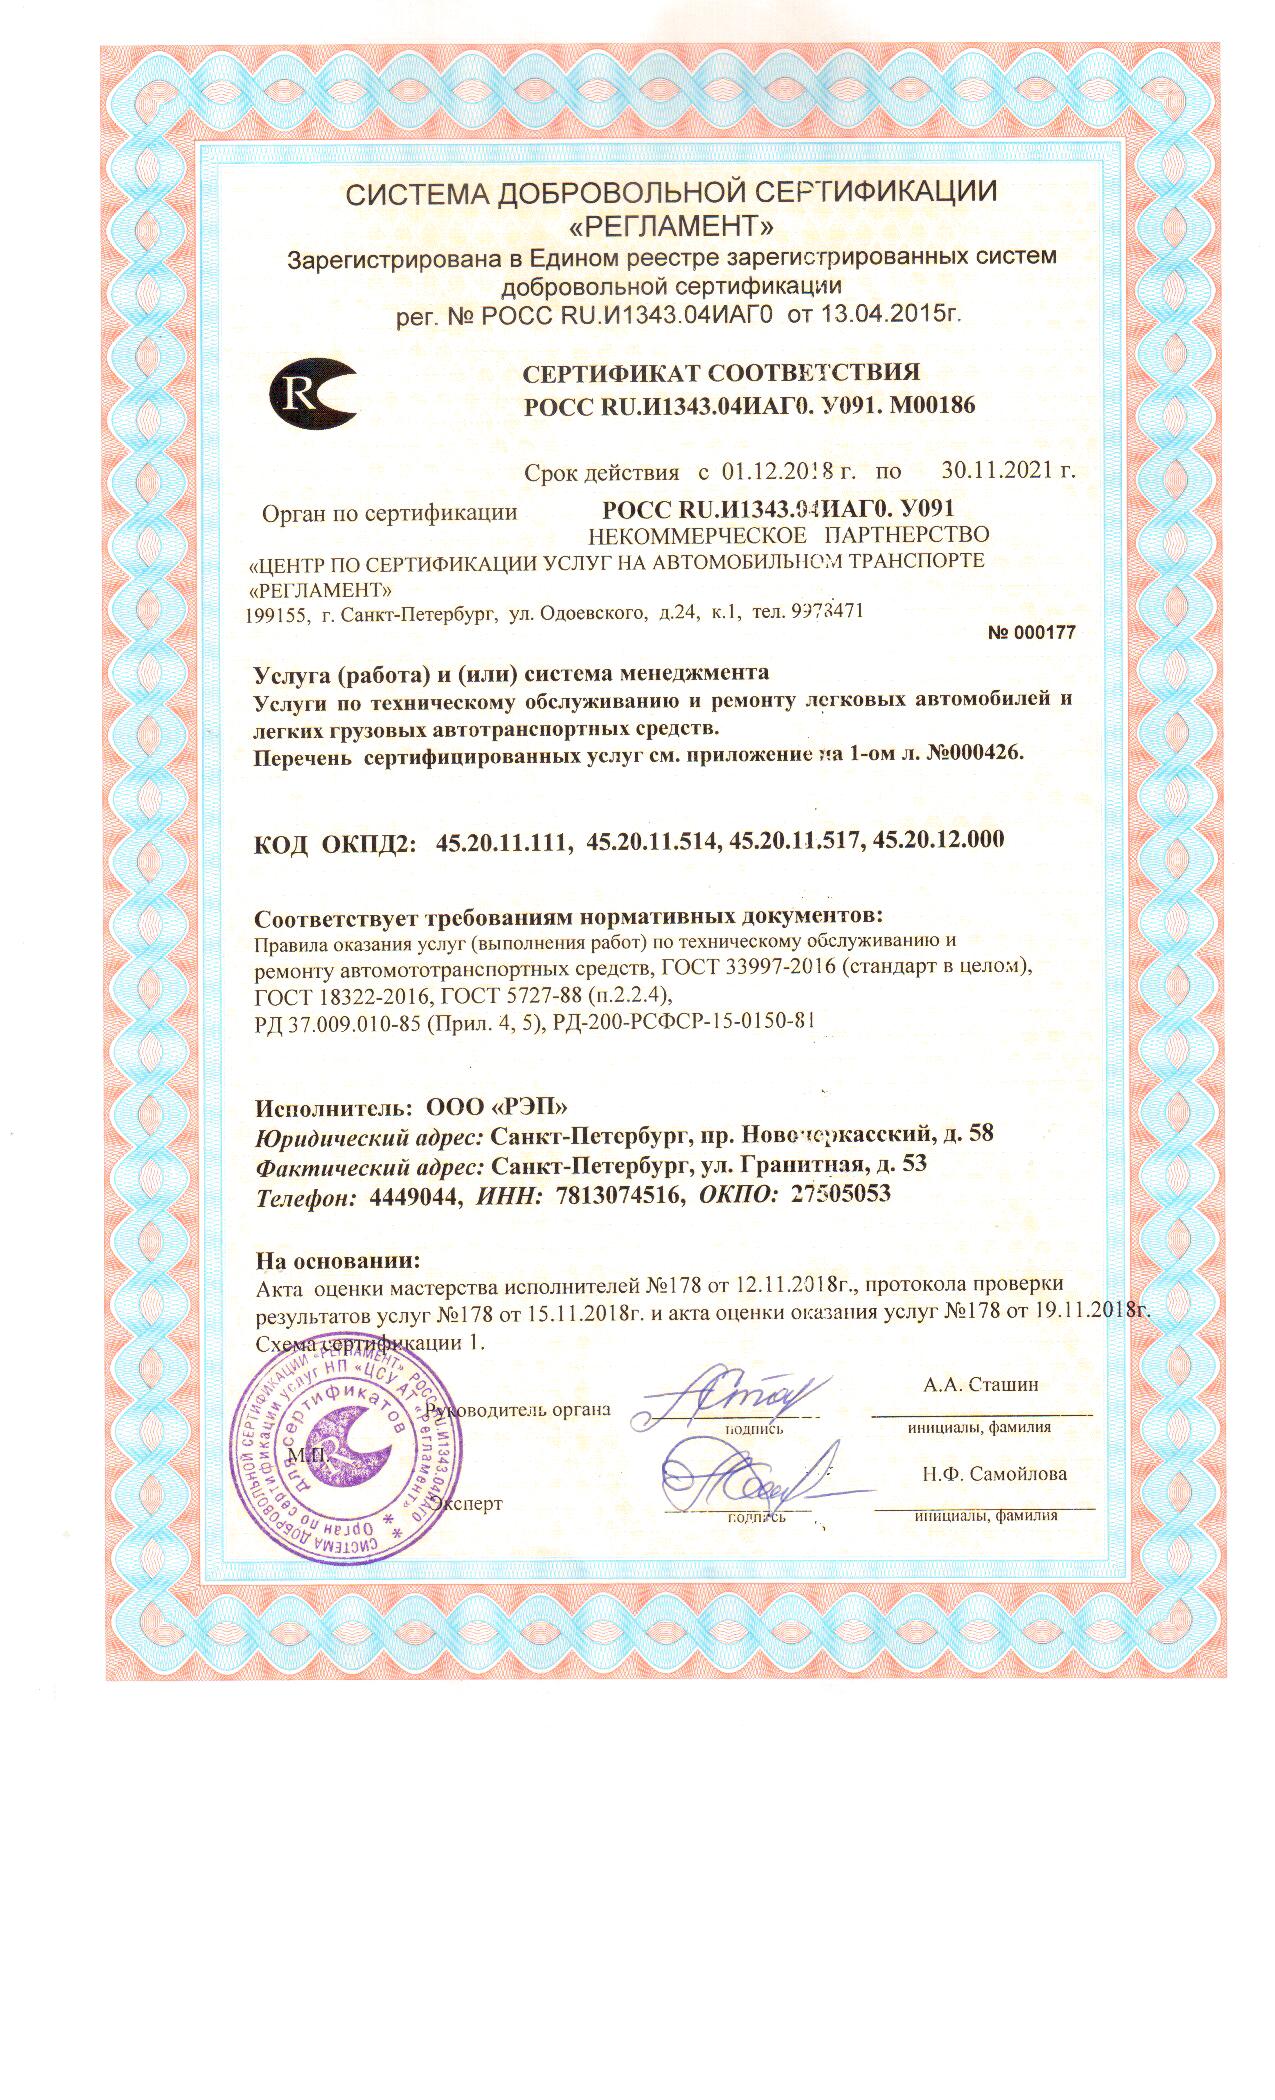 СИСТЕМА ДОБРОВОЛЬНОЙ СЕРТИФИКАЦИИ
«РЕГЛАМЕНТ»
Зарегистрирована в Едином реестре зарегистрированных систем
добровольной сертификации
рег. № РОСС RU.И1343.04ИАГ0 от 13.04.2015г.
R
СЕРТИФИКАТ СООТВЕТСТВИЯ
РОСС RU.И1343.04ИАГ0. У091. М00186
Срок действия с 01.12.2018 г. по 30.11.2021 г.
Орган по сертификации РОСС RU.И1343.04ИАГ0. У091
НЕКОММЕРЧЕСКОЕ ПАРТНЕРСТВО
«ЦЕНТР ПО СЕРТИФИКАЦИИ УСЛУГ НА АВТОМОБИЛЬНОМ ТРАНСПОРТЕ
«РЕГЛАМЕНТ»
199155, г. Санкт-Петербург, ул. Одоевского, д.24, к.1, тел. 9973471
№ 000177
Услуга (работа) и (или) система менеджмента
Услуги по техническому обслуживанию и ремонту легковых автомобилей и
легких грузовых автотранспортных средств.
Перечень сертифицированных услуг см. приложение на 1-ом л. №000426.
КОД ОКПД2: 45.20.11.111, 45.20.11.514, 45.20.11.517, 45.20.12.000
Соответствует требованиям нормативных документов:
Правила оказания услуг (выполнения работ) по техническому обслуживанию и
ремонту автомототранспортных средств, ГОСТ 33997-2016 (стандарт в целом),
ГОСТ 18322-2016, ГОСТ 5727-88 (п.2.2.4),
РД 37.009.010-85 (Прил. 4, 5), РД-200-РСФСР-15-0150-81
Исполнитель: ООО «РЭП»
Юридический адрес: Санкт-Петербург, пр. Новочеркасский, д. 58
Фактический адрес: Санкт-Петербург, ул. Гранитная, д. 53
Телефон: 4449044, ИНН: 7813074516, ОКПО: 27505053
На основании:
Акта оценки мастерства исполнителей №178 от 12.11.2018г., протокола проверки
результатов услуг №178 от 15.11.2018г. и акта оценки оказания услуг №178 от 19.11.2018г.
Схема сертификации 1.
А.А. Сташин
Руководитель органа
подпись инициалы, фамилия
М.П.
Н.Ф. Самойлова
Эксперт
подпись инициалы, фамилия
СИСТЕМА ДОБРОВОЛЬНОЙ СЕРТИФИКАЦИИ «РЕГЛАМЕНТ» РОСС RU.И1343.04ИАГ0
Орган по сертификации услуг НП «ЦСУ АТ «Регламент»
для сертификатов